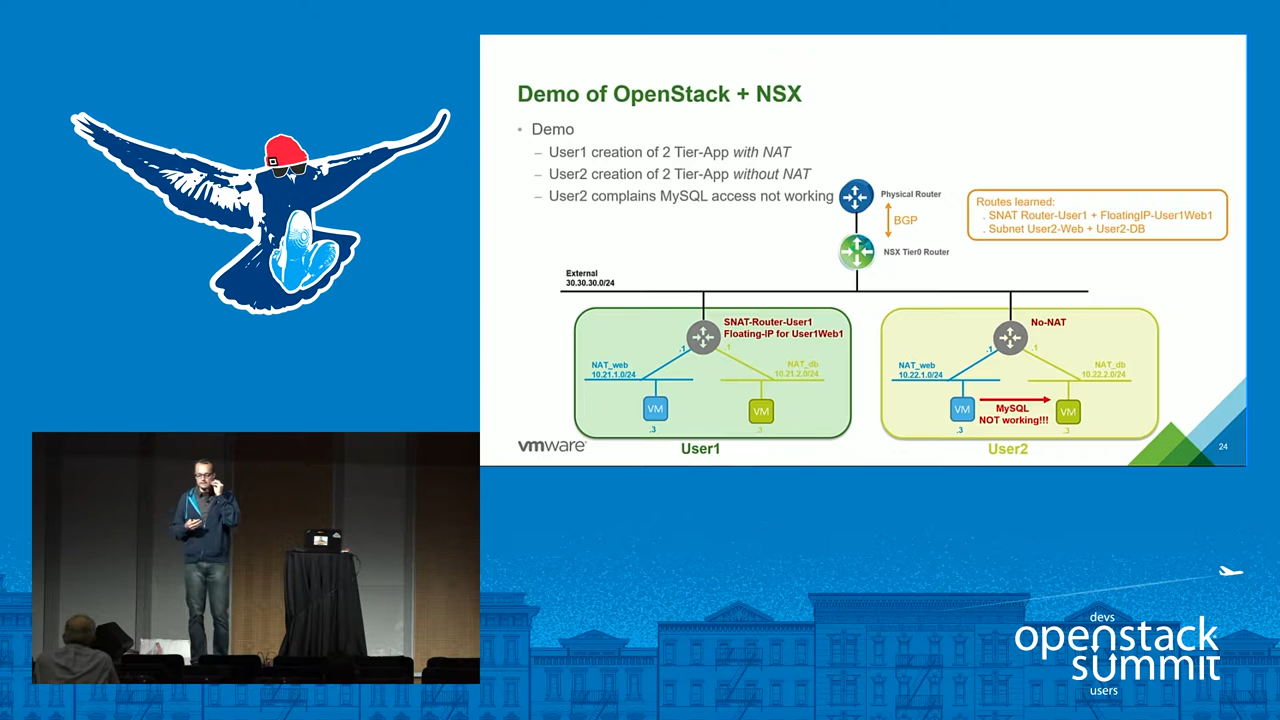 Demo of OpenStack + NSX
• Demo
– User1 creation of 2 Tier-App with NAT
– User2 creation of 2 Tier-App without NAT
– User2 complains MySQL access not working
Physical Router
BGP
NSX Tier0 Router
Routes learned:
. SNAT Router-User1 + FloatingIP-User1Web1
. Subnet User2-Web + User2-DB
External
30.30.30.0/24
SNAT-Router-User1
Floating-IP for User1Web1
.1
.1
NAT_web
10.21.1.0/24
NAT_db
10.21.2.0/24
VM
VM
.3
.3
User1
No-NAT
.1
.1
NAT_web
10.22.1.0/24
NAT_db
10.22.2.0/24
VM
MySQL
NOT working!!!
VM
.3
.3
User2
vmware
24
devs
openstack
summit
users